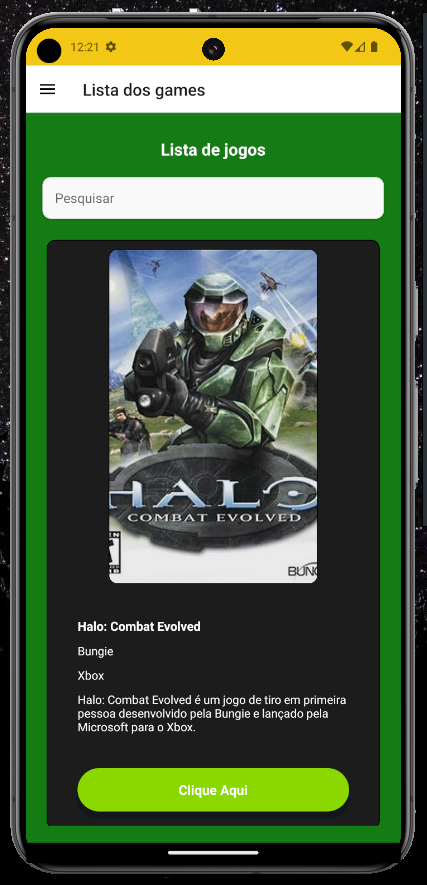 12:21
Lista dos games
Lista de jogos
Pesquisar
HALO
COMBAT EVOLVED
BUNG
Halo: Combat Evolved
Bungie
Xbox
Halo: Combat Evolved é um jogo de tiro em primeira
pessoa desenvolvido pela Bungie e lançado pela
Microsoft para o Xbox.
Clique Aqui